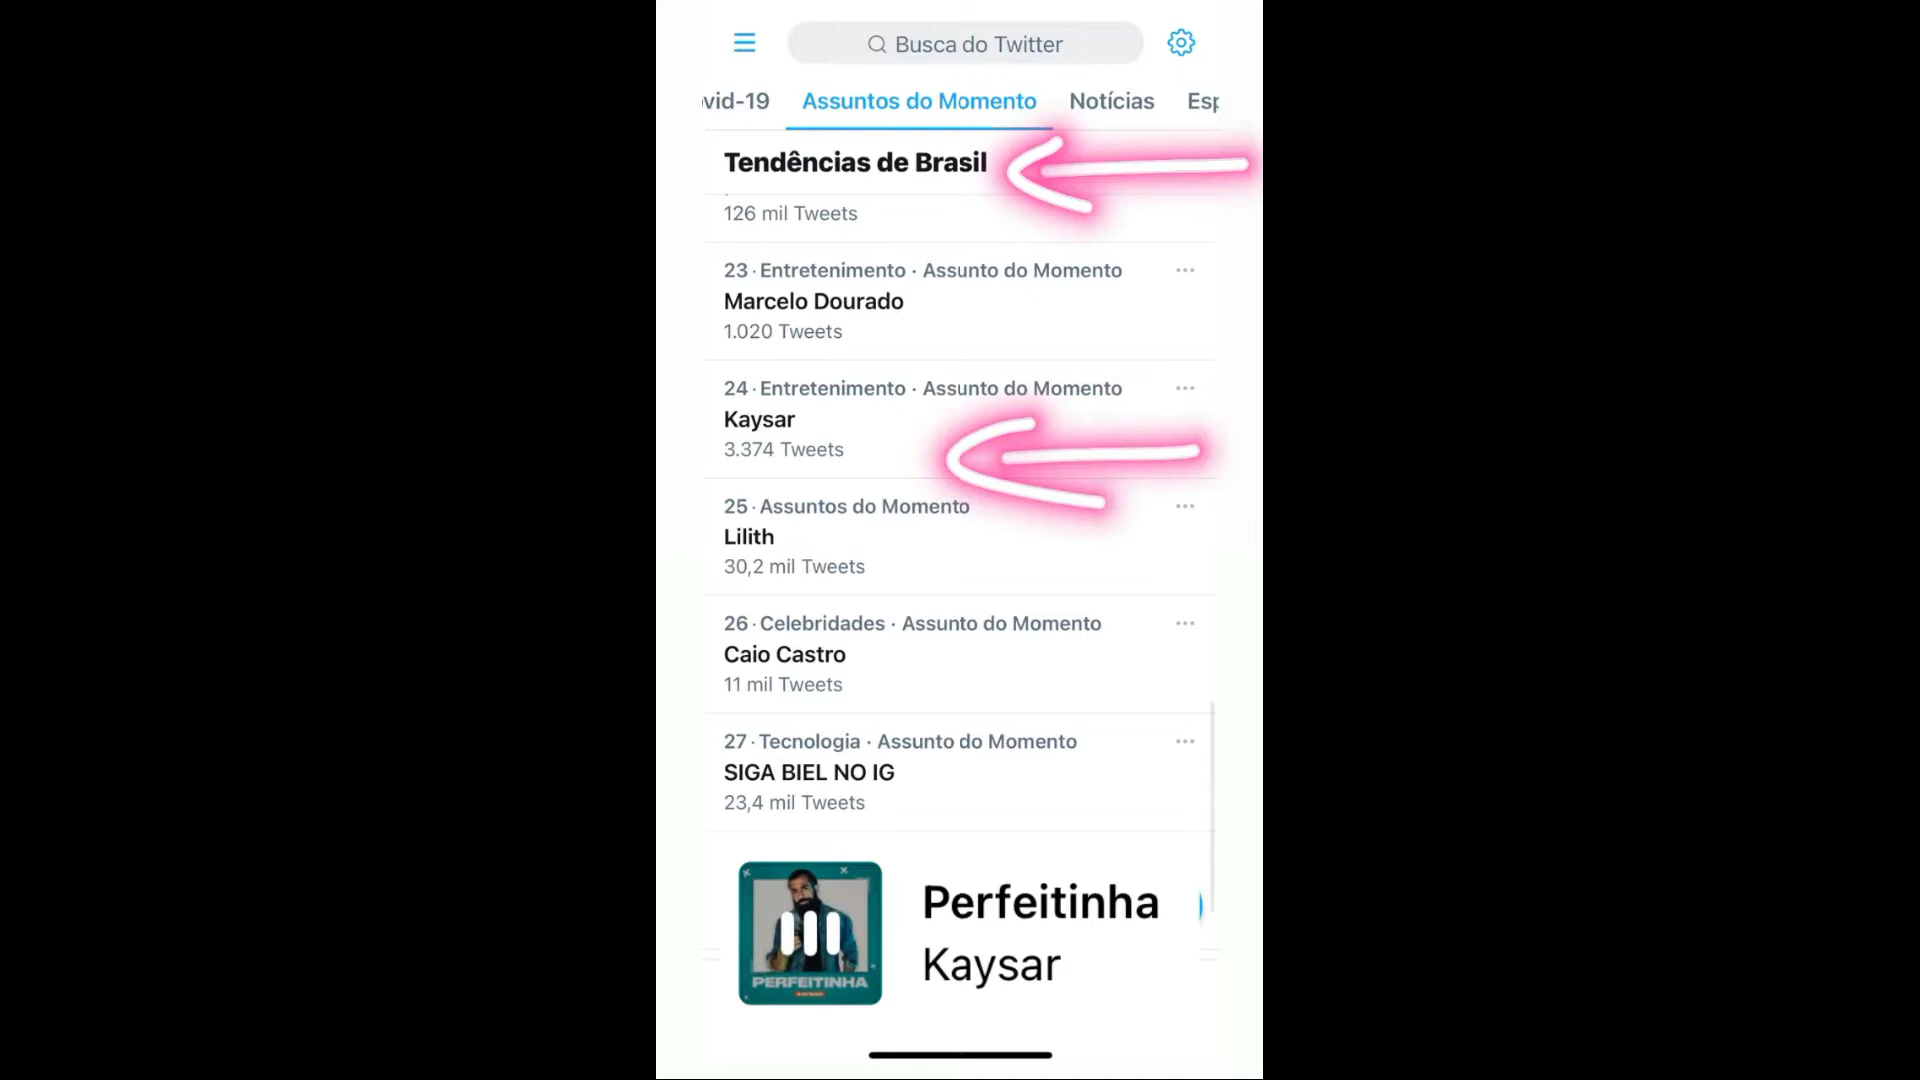 Busca do Twitter
ovid-19 Assuntos do Momento Notícias Esp
Tendências de Brasil
126 mil Tweets
23 · Entretenimento · Assunto do Momento
Marcelo Dourado
1.020 Tweets
24 · Entretenimento · Assunto do Momento
Kaysar
3.374 Tweets
25 · Assuntos do Momento
Lilith
30,2 mil Tweets
26 · Celebridades · Assunto do Momento
Caio Castro
11 mil Tweets
27 · Tecnologia · Assunto do Momento
SIGA BIEL NO IG
23,4 mil Tweets
Perfeitinha
Kaysar
PERFEITINHA